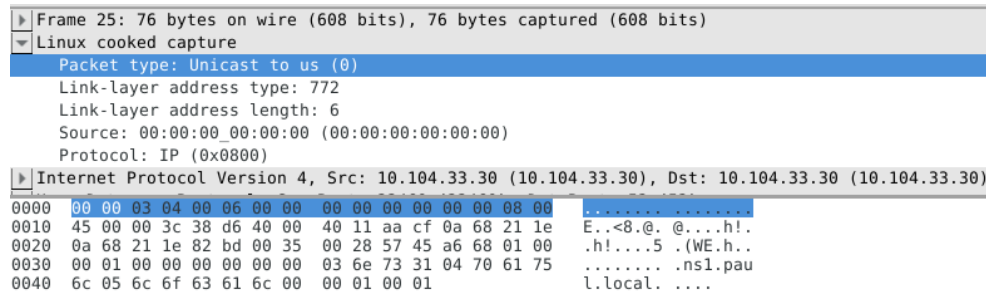 Frame 25: 76 bytes on wire (608 bits), 76 bytes captured (608 bits)
Linux cooked capture
Packet type: Unicast to us (0)
Link-layer address type: 772
Link-layer address length: 6
Source: 00:00:00_00:00:00 (00:00:00:00:00:00)
Protocol: IP (0x0800)
Internet Protocol Version 4, Src: 10.104.33.30 (10.104.33.30), Dst: 10.104.33.30 (10.104.33.30)
0000 00 00 03 04 00 06 00 00 00 00 00 00 00 00 08 00 ........ ........
0010 45 00 00 3c 38 d6 40 00 40 11 aa cf 0a 68 21 1e E..<8.@. @....h!.
0020 0a 68 21 1e 82 bd 00 35 00 28 57 45 a6 68 01 00 .h!....5 .(WE.h..
0030 00 01 00 00 00 00 00 00 03 6e 73 31 04 70 61 75 ........ .ns1.pau
0040 6c 05 6c 6f 63 61 6c 00 00 01 00 01 l.local. ....